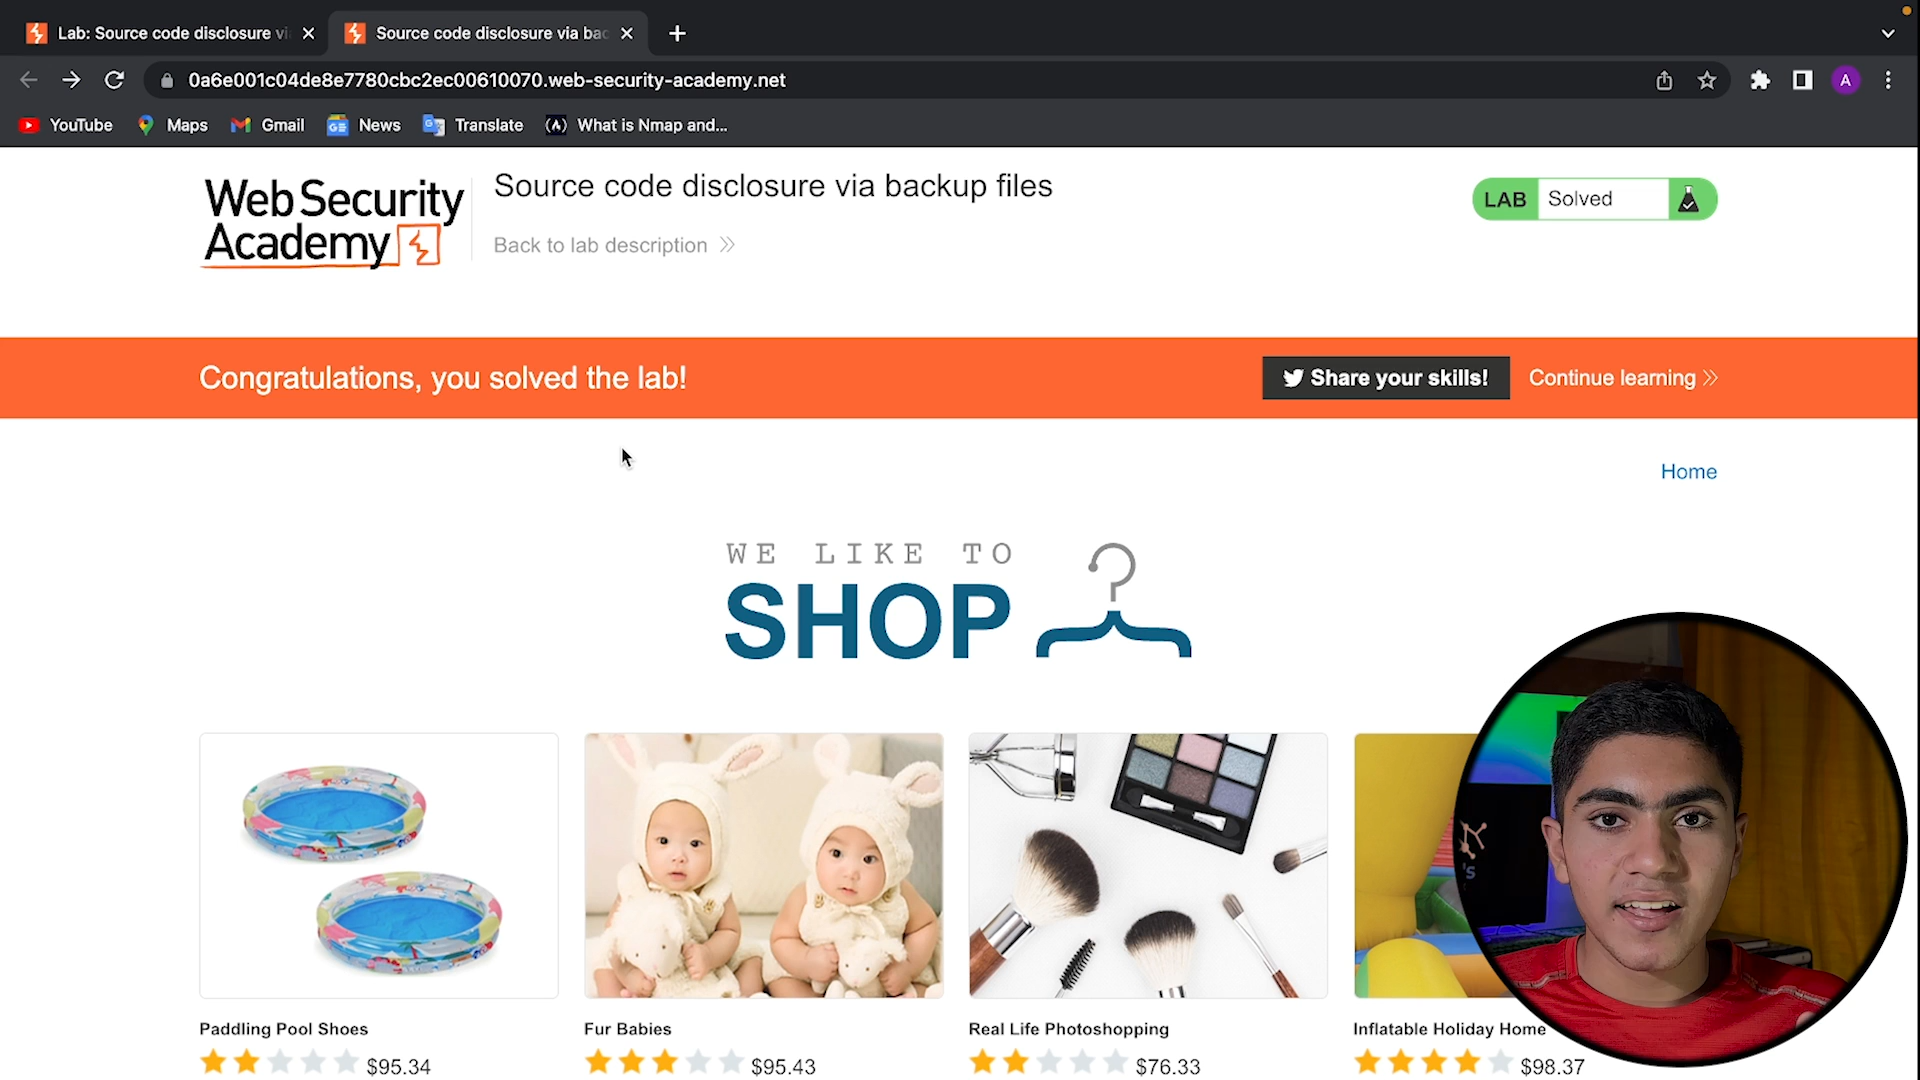 Lab: Source code disclosure vi
Source code disclosure via bac
0a6e001c04de8e7780cbc2ec00610070.web-security-academy.net
A
YouTube
Maps
Gmail
News
Translate
What is Nmap and...
WebSecurity
Academy
Source code disclosure via backup files
Back to lab description
LAB Solved
Congratulations, you solved the lab!
Share your skills!
Continue learning
Home
WE LIKE TO
SHOP
Paddling Pool Shoes
$95.34
Fur Babies
$95.43
Real Life Photoshopping
$76.33
Inflatable Holiday Home
$98.37
's